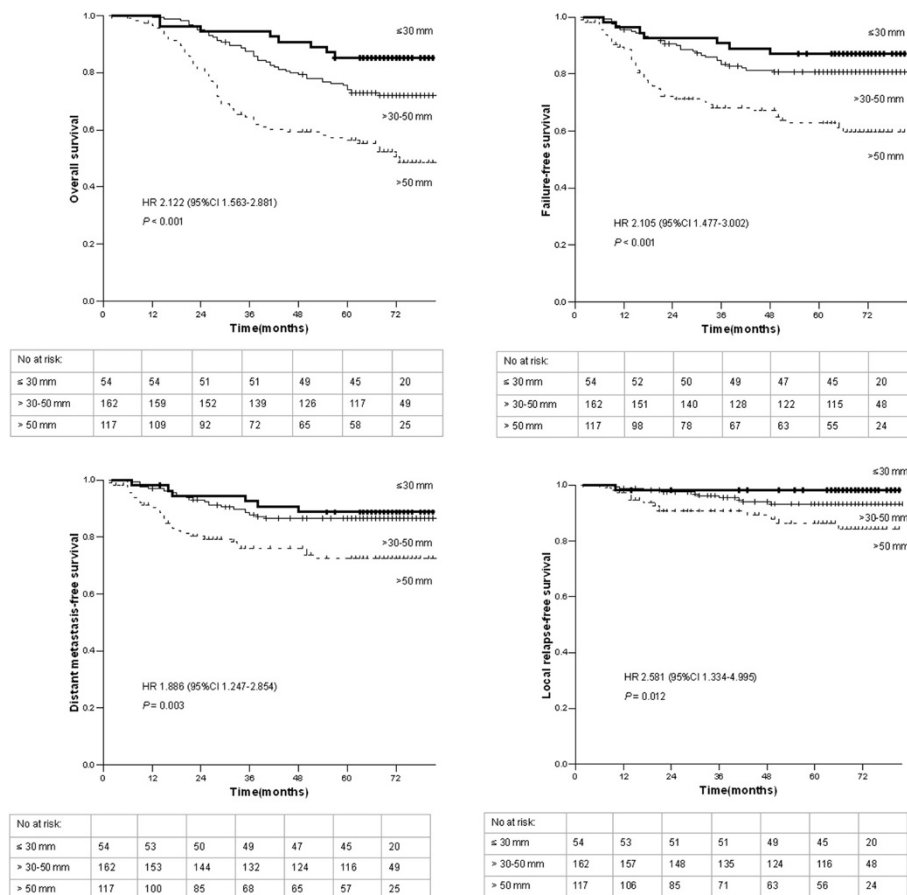 Overall survival
1.0
0.8
0.6
0.4
0.2
0.0
≤30 mm
>30-50 mm
>50 mm
HR 2.122 (95%CI 1.563-2.881)
P < 0.001
0 12 24 36 48 60 72
Time(months)
No at risk:
≤ 30 mm 54 54 51 51 49 45 20
> 30-50 mm 162 159 152 139 126 117 49
> 50 mm 117 109 92 72 65 58 25
Failure-free survival
1.0
0.8
0.6
0.4
0.2
0.0
≤30 mm
>30-50 mm
>50 mm
HR 2.105 (95%CI 1.477-3.002)
P < 0.001
0 12 24 36 48 60 72
Time(months)
No at risk:
≤ 30 mm 54 52 50 49 47 45 20
> 30-50 mm 162 151 140 128 122 115 48
> 50 mm 117 98 78 67 63 55 24
Distant metastasis-free survival
1.0
0.8
0.6
0.4
0.2
0.0
≤30 mm
>30-50 mm
>50 mm
HR 1.886 (95%CI 1.247-2.854)
P = 0.003
0 12 24 36 48 60 72
Time(months)
No at risk:
≤ 30 mm 54 53 50 49 47 45 20
> 30-50 mm 162 153 144 132 124 116 49
> 50 mm 117 100 85 68 65 57 25
Local relapse-free survival
1.0
0.8
0.6
0.4
0.2
0.0
≤30 mm
>30-50 mm
>50 mm
HR 2.581 (95%CI 1.334-4.995)
P = 0.012
0 12 24 36 48 60 72
Time(months)
No at risk:
≤ 30 mm 54 53 51 51 49 45 20
> 30-50 mm 162 157 148 135 124 116 48
> 50 mm 117 106 85 71 63 56 24